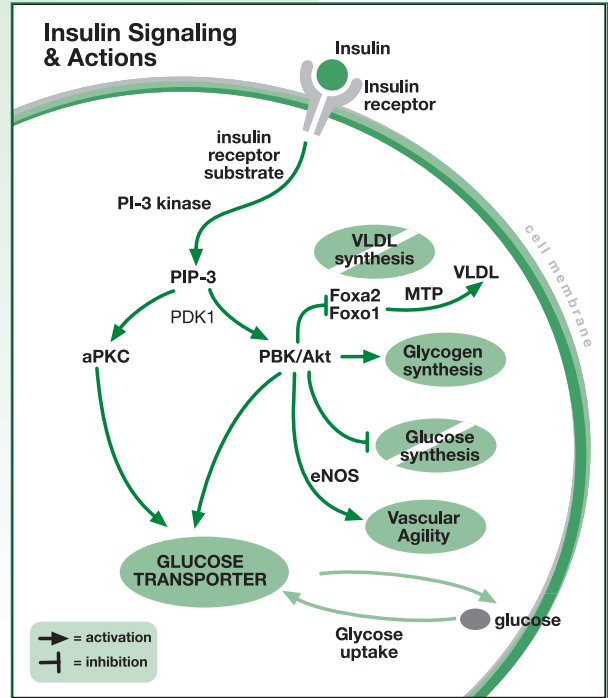 Insulin Signaling
& Actions
Insulin
Insulin
receptor
insulin
receptor
substrate
PI-3 kinase
cell membrane
VLDL
synthesis
VLDL
PIP-3
Foxa2
Foxo1
MTP
PDK1
aPKC
PBK/Akt
Glycogen
synthesis
Glucose
synthesis
eNOS
Vascular
Agility
GLUCOSE
TRANSPORTER
glucose
Glycose
uptake
= activation
= inhibition